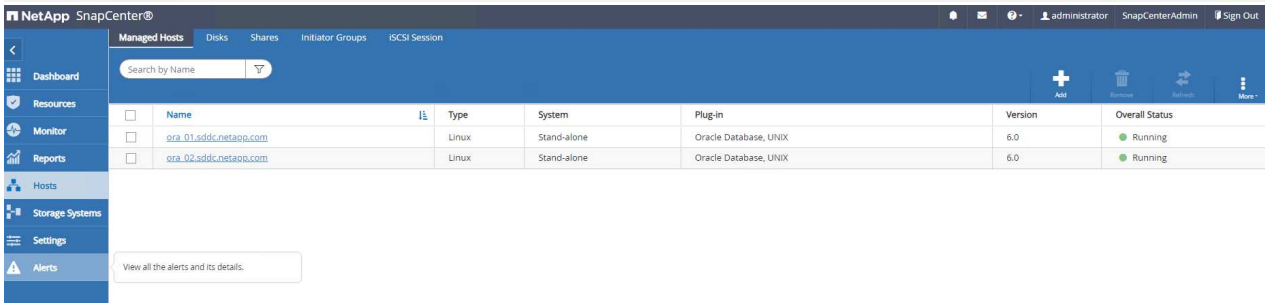 NetApp SnapCenter®
administrator SnapCenterAdmin Sign Out
Managed Hosts Disks Shares Initiator Groups iSCSI Session
Search by Name
Dashboard
Resources
Monitor
Reports
Hosts
Storage Systems
Settings
Alerts
Add Remove Refresh More
Name Type System Plug-in Version Overall Status
ora_01.sddc.netapp.com Linux Stand-alone Oracle Database, UNIX 6.0 Running
ora_02.sddc.netapp.com Linux Stand-alone Oracle Database, UNIX 6.0 Running
View all the alerts and its details.